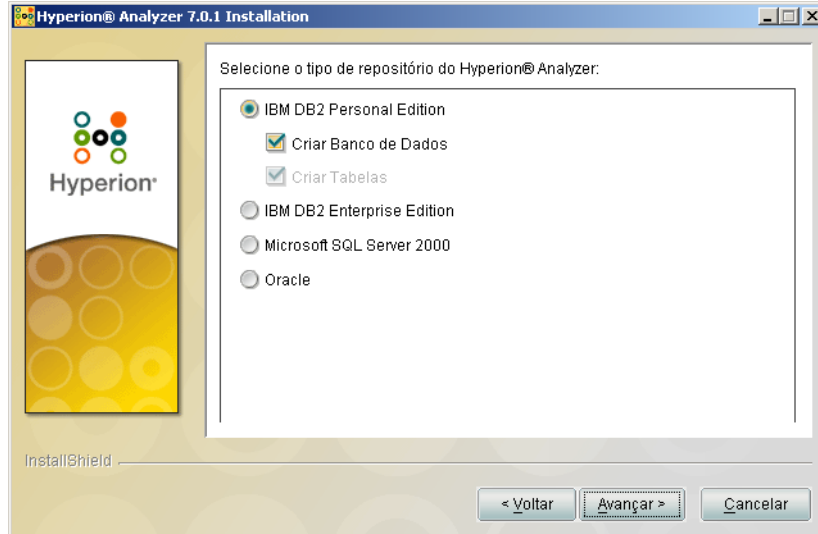 Hyperion® Analyzer 7.0.1 Installation
Selecione o tipo de repositório do Hyperion® Analyzer:
IBM DB2 Personal Edition
Criar Banco de Dados
Criar Tabelas
IBM DB2 Enterprise Edition
Microsoft SQL Server 2000
Oracle
Hyperion®
InstallShield
< Voltar
Avançar >
Cancelar